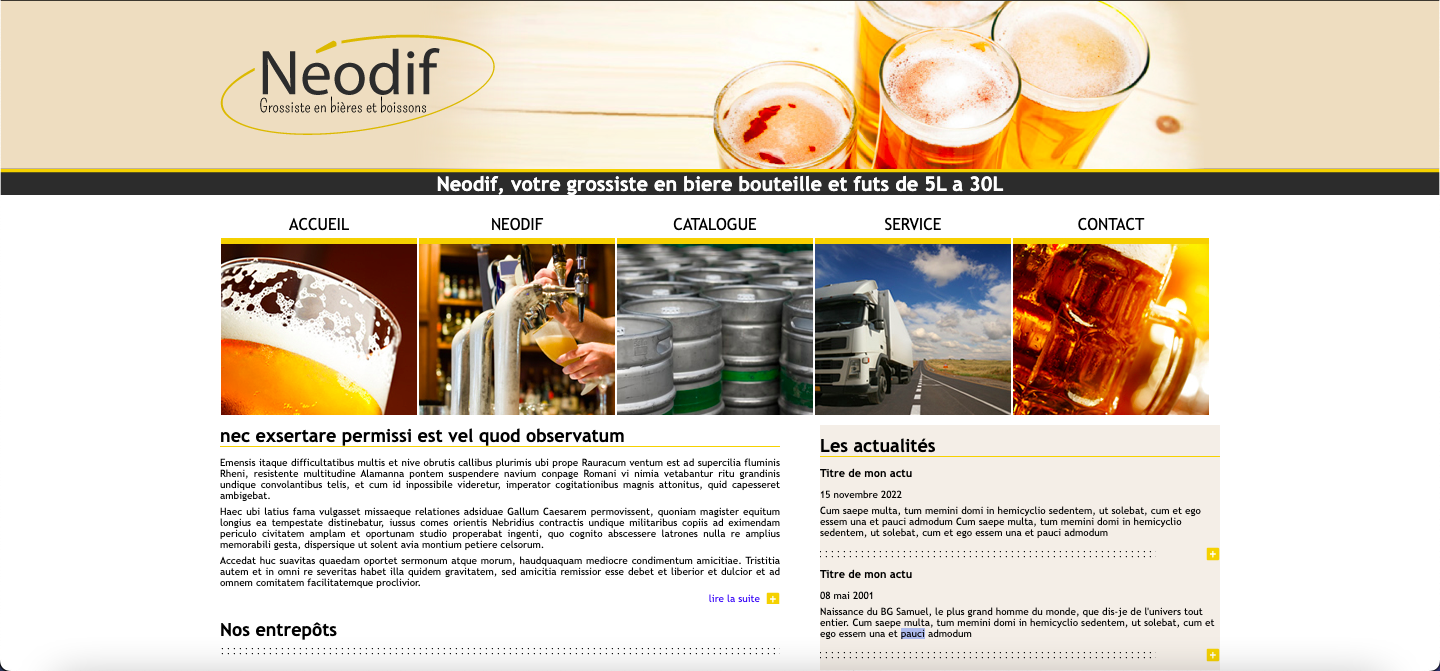 Néodif
Grossiste en bières et boissons
Neodif, votre grossiste en biere bouteille et futs de 5L a 30L
ACCUEIL
NEODIF
CATALOGUE
SERVICE
CONTACT
nec exsertare permissi est vel quod observatum
Emensis itaque difficultatibus multis et nive obrutis callibus plurimis ubi prope Rauracum ventum est ad supercilia fluminis
Rheni, resistente multitudine Alamanna pontem suspendere navium conpage Romani vi nimia vetabantur ritu grandinis
undique convolantibus telis, et cum id inpossibile videretur, imperator cogitationibus magnis attonitus, quid capesseret
ambigebat.
Haec ubi latius fama vulgasset missaeque relationes adsiduae Gallum Caesarem permovissent, quoniam magister equitum
longius ea tempestate distinebatur, iussus comes orientis Nebridius contractis undique militaribus copiis ad eximendam
periculo civitatem amplam et oportunam studio properabat ingenti, quo cognito abscessere latrones nulla re amplius
memorabili gesta, dispersique ut solent avia montium petiere celsorum.
Accedat huc suavitas quaedam oportet sermonum atque morum, haudquaquam mediocre condimentum amicitiae. Tristitia
autem et in omni re severitas habet illa quidem gravitatem, sed amicitia remissior esse debet et liberior et dulcior et ad
omnem comitatem facilitatemque proclivior.
lire la suite
Nos entrepôts
Les actualités
Titre de mon actu
15 novembre 2022
Cum saepe multa, tum memini domi in hemicyclio sedentem, ut solebat, cum et ego
essem una et pauci admodum Cum saepe multa, tum memini domi in hemicyclio
sedentem, ut solebat, cum et ego essem una et pauci admodum
Titre de mon actu
08 mai 2001
Naissance du BG Samuel, le plus grand homme du monde, que dis-je de l'univers tout
entier. Cum saepe multa, tum memini domi in hemicyclio sedentem, ut solebat, cum et
ego essem una et pauci admodum